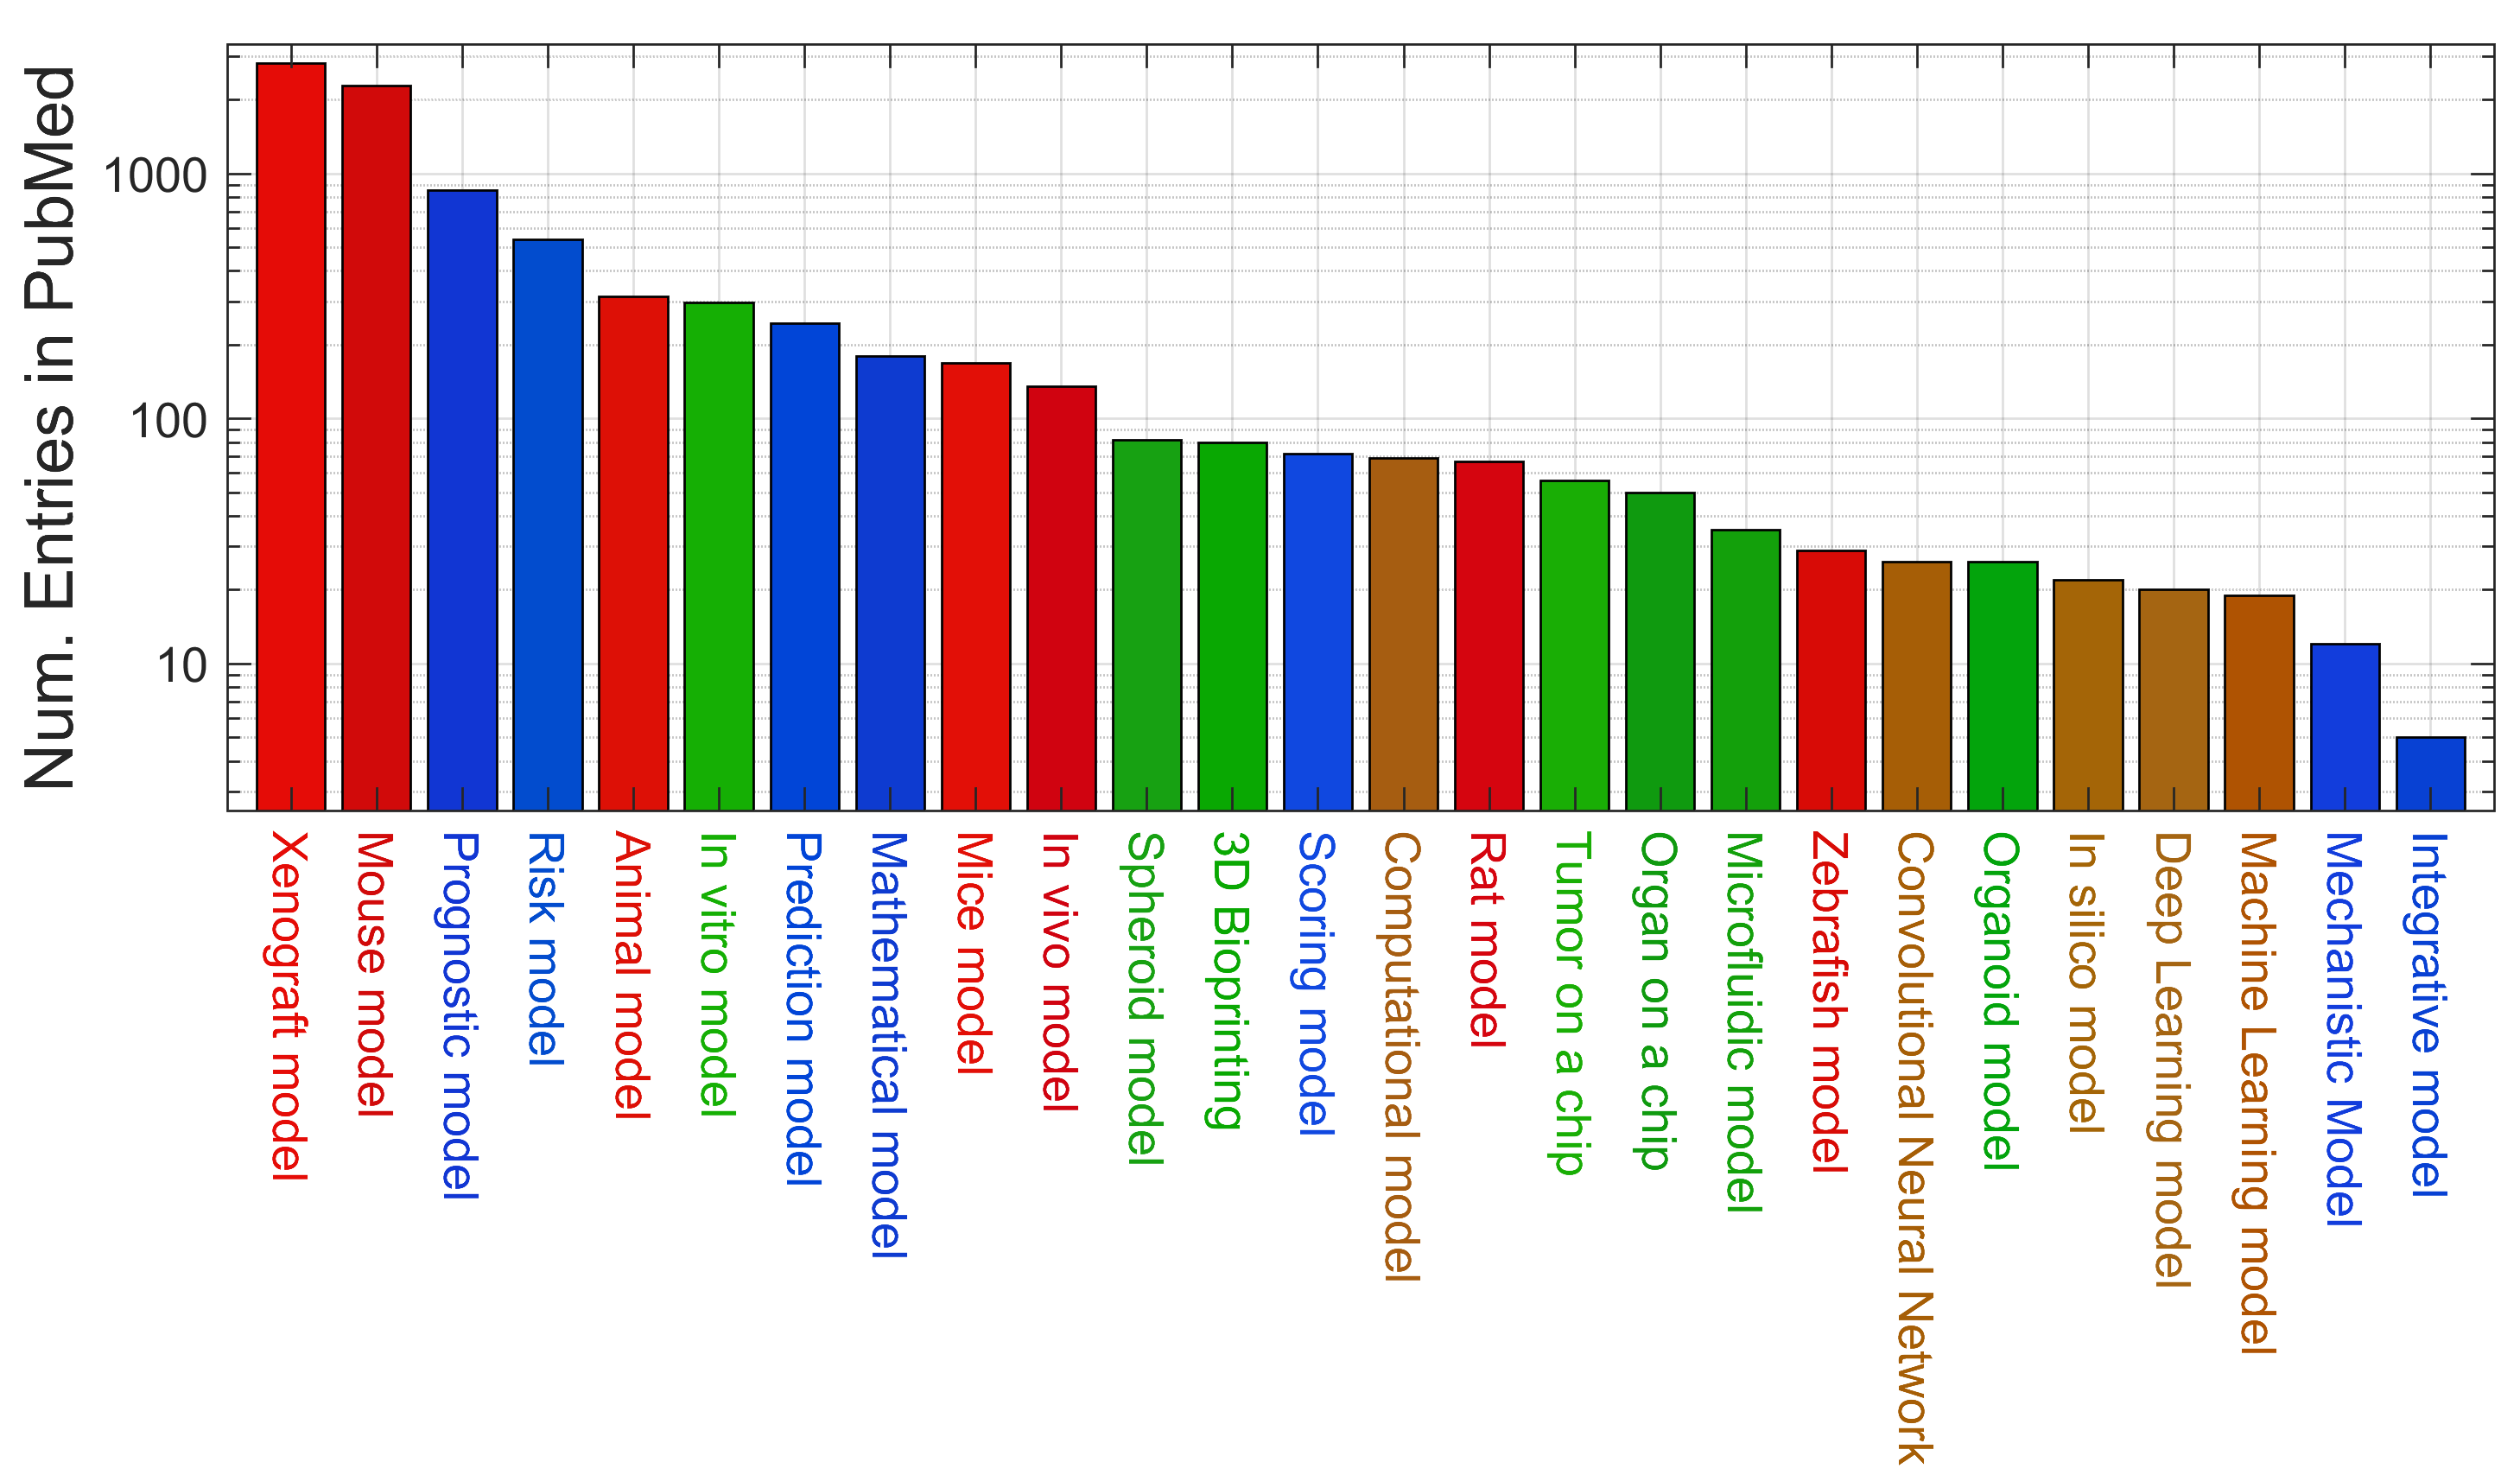 Num. Entries in PubMed
1000
100
10
Xenograft model
Mouse model
Prognostic model
Risk model
Animal model
In vitro model
Prediction model
Mathematical model
Mice model
In vivo model
Spheroid model
3D Bioprinting
Scoring model
Computational model
Rat model
Tumor on a chip
Organ on a chip
Microfluidic model
Zebrafish model
Convolutional Neural Network
Organoid model
In silico model
Deep Learning model
Machine Learning model
Mechanistic Model
Integrative model